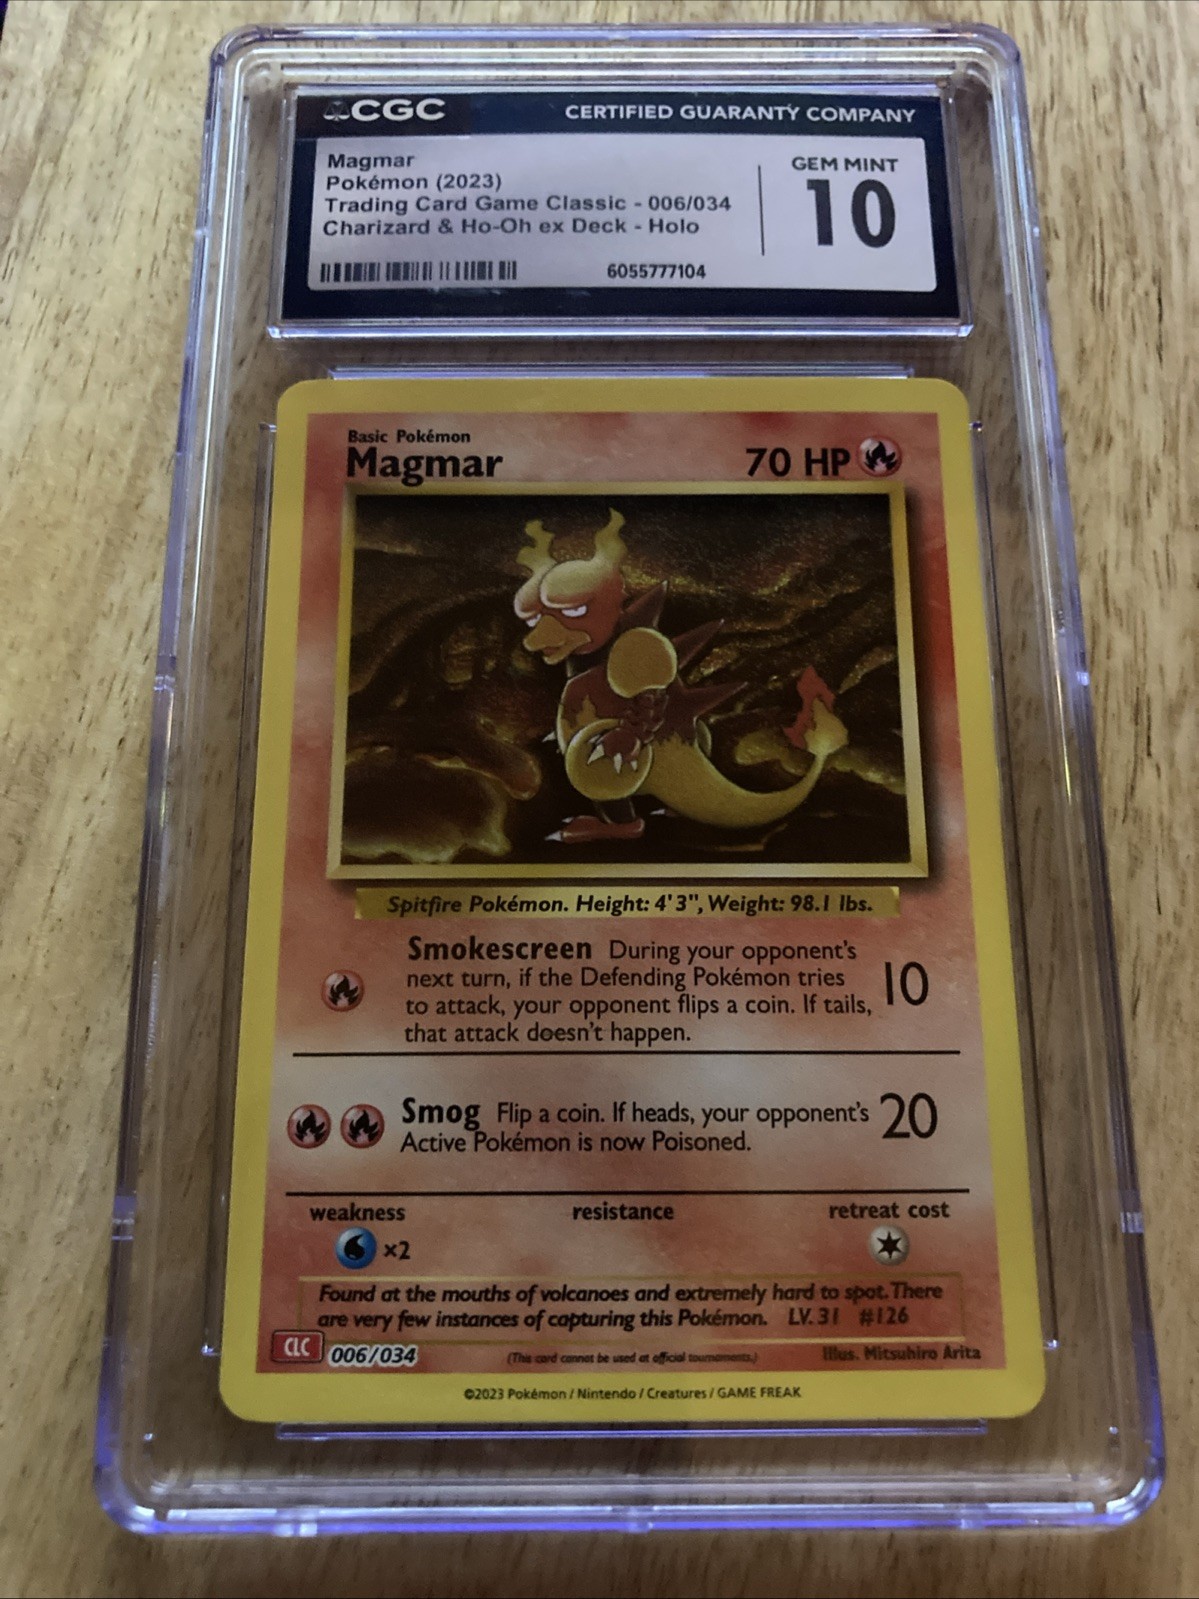 CGC
CERTIFIED GUARANTY COMPANY
Magmar
Pokémon (2023)
Trading Card Game Classic - 006/034
Charizard & Ho-Oh ex Deck - Holo
6055777104
GEM MINT
10
Basic Pokémon
Magmar
70 HP
Spitfire Pokémon. Height: 4' 3", Weight: 98.1 lbs.
Smokescreen During your opponent's
next turn, if the Defending Pokémon tries
to attack, your opponent flips a coin. If tails,
that attack doesn't happen.
10
Smog Flip a coin. If heads, your opponent's
Active Pokémon is now Poisoned.
20
weakness
resistance
retreat cost
×2
Found at the mouths of volcanoes and extremely hard to spot. There
are very few instances of capturing this Pokémon. LV. 31 #126
CLC
006/034
(This card cannot be used at official tournaments.)
Illus. Mitsuhiro Arita
©2023 Pokémon / Nintendo / Creatures / GAME FREAK